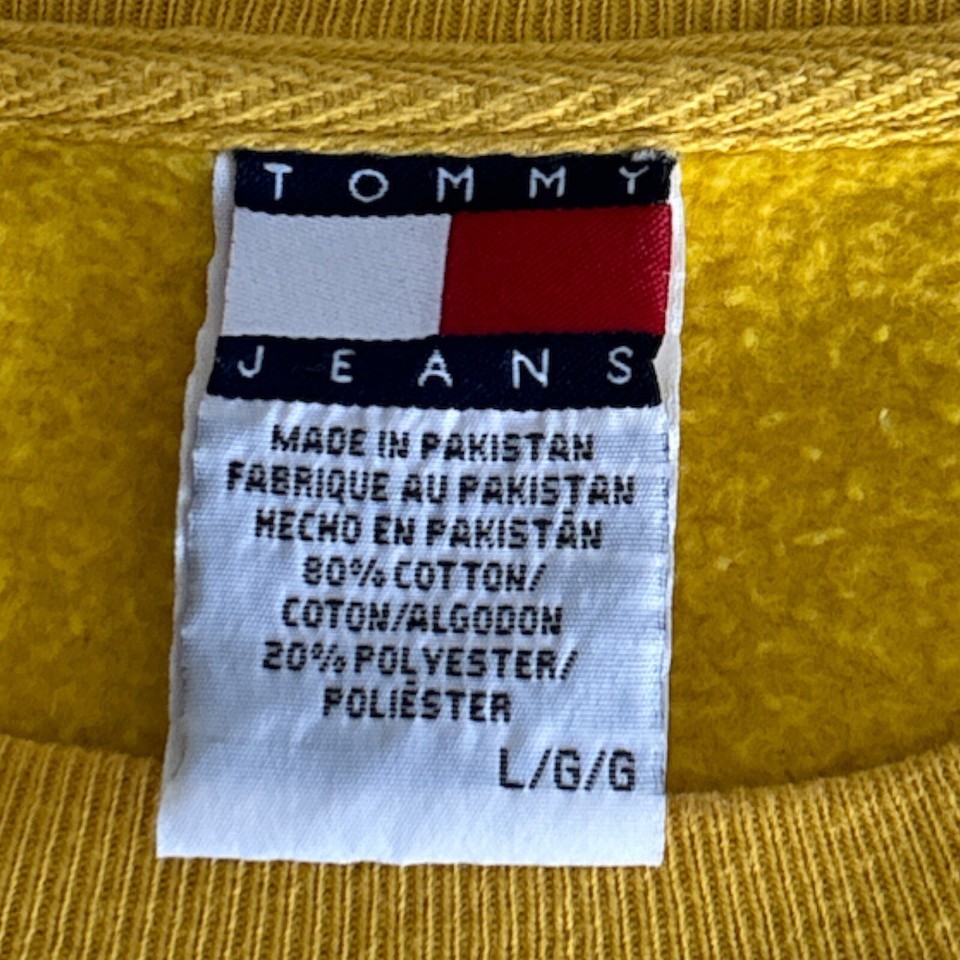 TOMMY
JEANS
MADE IN PAKISTAN
FABRIQUE AU PAKISTAN
HECHO EN PAKISTÁN
80% COTTON/
COTON/ALGODON
20% POLYESTER/
POLIÉSTER
L/G/G